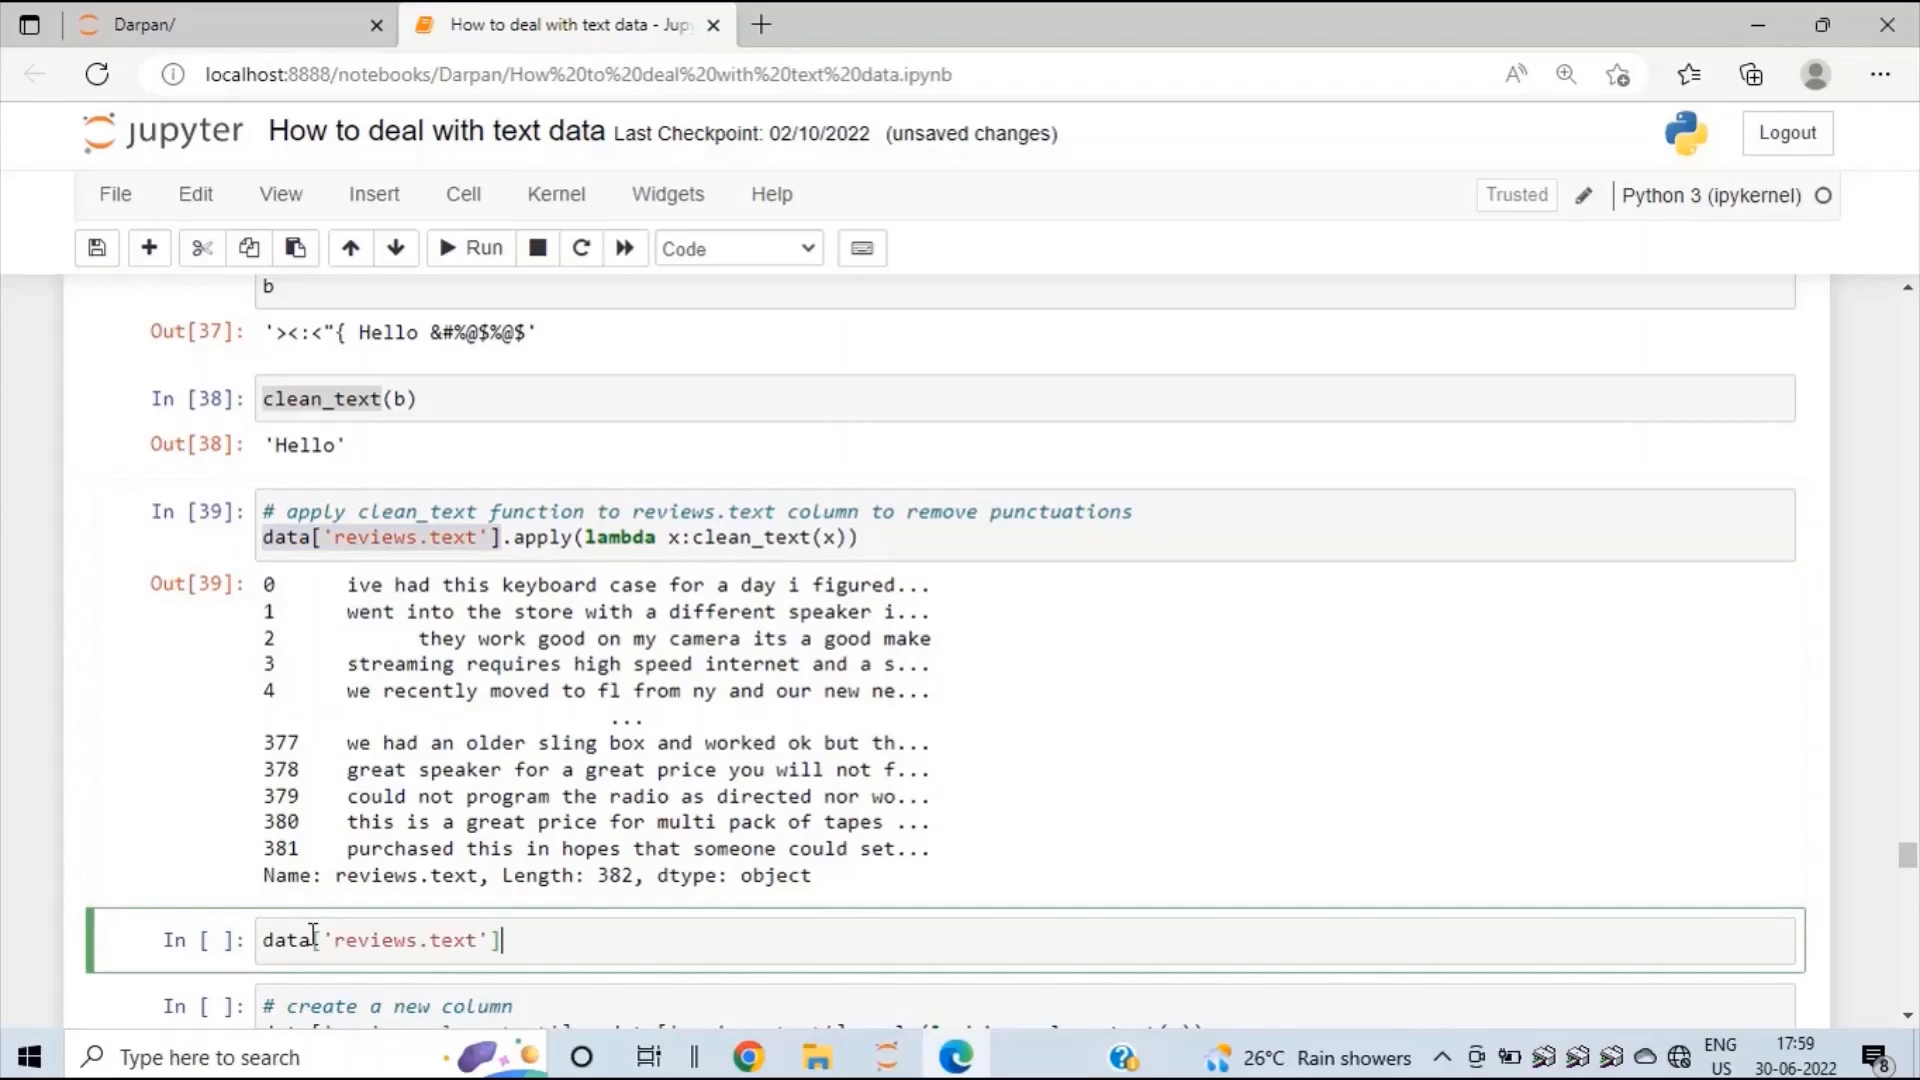 Darpan/
How to deal with text data - Jupy
localhost:8888/notebooks/Darpan/How%20to%20deal%20with%20text%20data.ipynb
jupyter How to deal with text data Last Checkpoint: 02/10/2022 (unsaved changes)
Logout
File Edit View Insert Cell Kernel Widgets Help
Trusted Python 3 (ipykernel)
Run Code
b
Out[37]: '><:<"{ Hello &#%@$%@$'
In [38]: clean_text(b)
Out[38]: 'Hello'
In [39]: # apply clean_text function to reviews.text column to remove punctuations
data['reviews.text'].apply(lambda x:clean_text(x))
Out[39]: 0 ive had this keyboard case for a day i figured...
1 went into the store with a different speaker i...
2 they work good on my camera its a good make
3 streaming requires high speed internet and a s...
4 we recently moved to fl from ny and our new ne...
...
377 we had an older sling box and worked ok but th...
378 great speaker for a great price you will not f...
379 could not program the radio as directed nor wo...
380 this is a great price for multi pack of tapes ...
381 purchased this in hopes that someone could set...
Name: reviews.text, Length: 382, dtype: object
In [ ]: data['reviews.text']
In [ ]: # create a new column
Type here to search
26°C Rain showers
ENG
US
17:59
30-06-2022
8